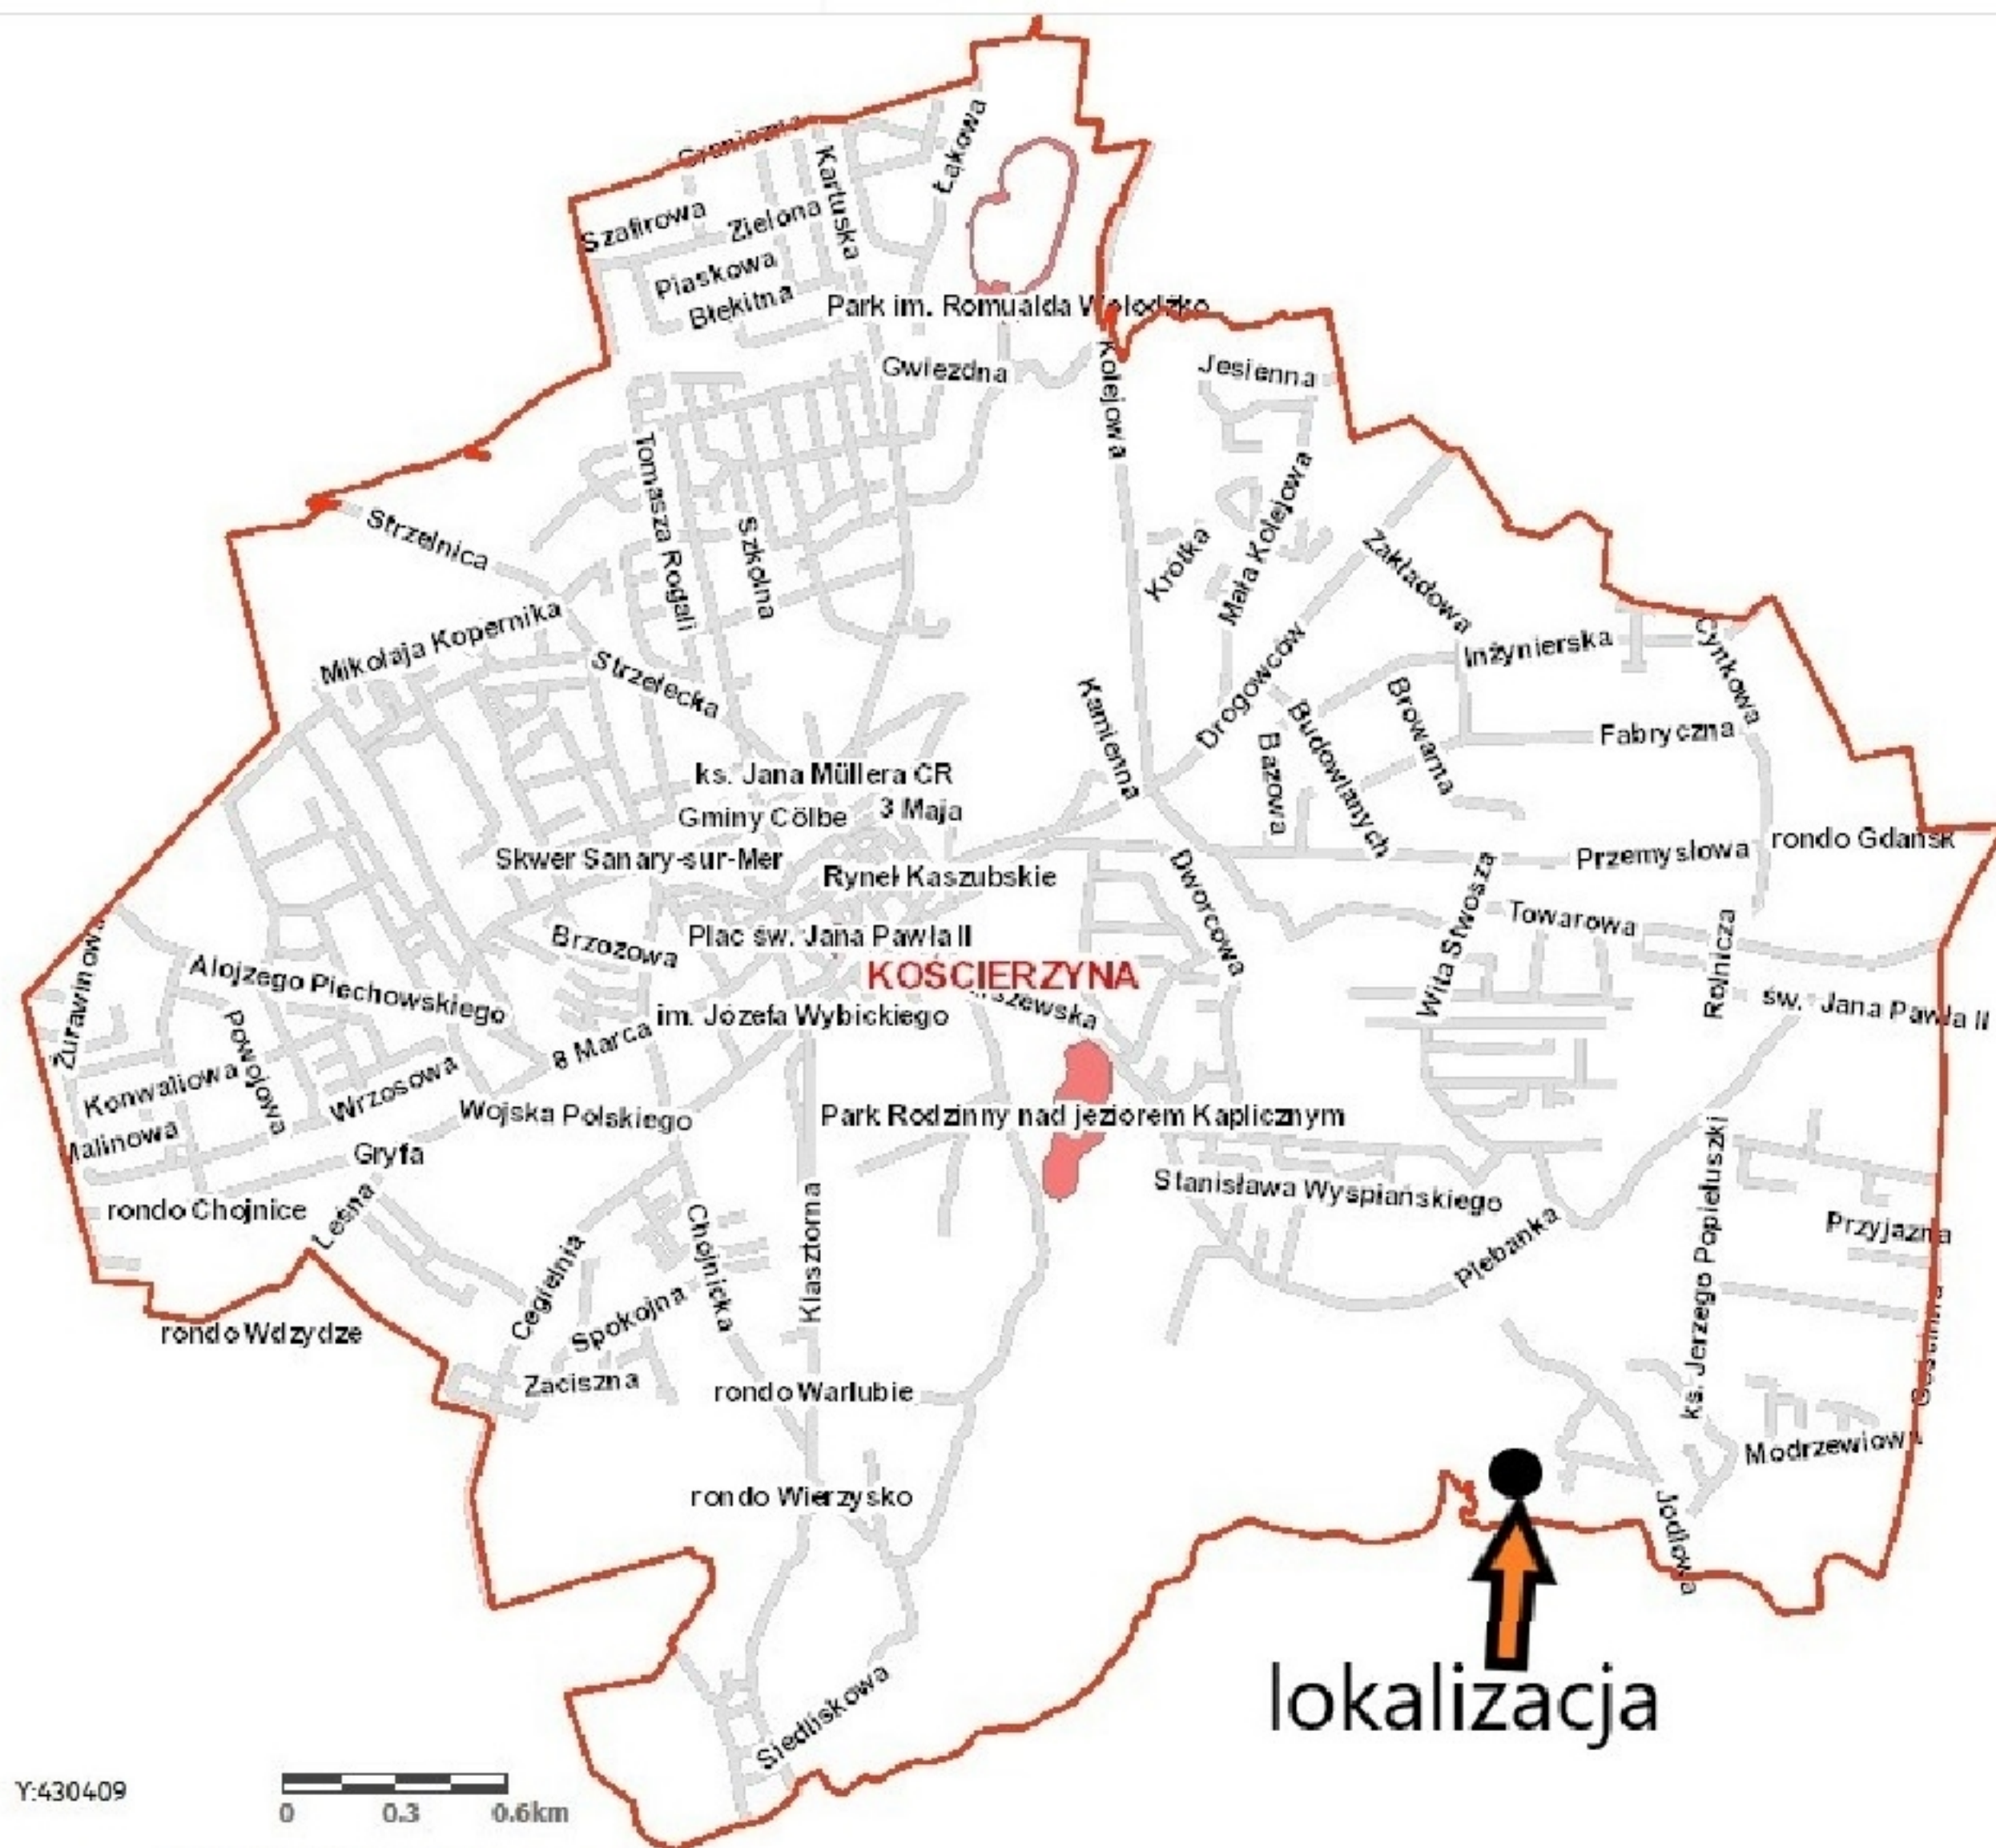 Graniczna
Łąkowa
Kartuska
Szafirowa
Zielona
Piaskowa
Błękitna
Park im. Romualda Wołodźko
Gwiezdna
Kolejowa
Jesienna
Tomasza Rogali
Szkolna
Strzelnica
Krótka
Mała Kolejowa
Zakładowa
Mikołaja Kopernika
Strzelecka
Inżynierska
Cynkowa
Kamienna
Drogowców
Browarna
Budowlanych
Bazowa
Fabryczna
ks. Jana Müllera CR
Gminy Cölbe
3 Maja
Skwer Sanary-sur-Mer
Rynek Kaszubskie
Przemysłowa
rondo Gdańsk
Dworcowa
Wita Stwosza
Towarowa
Rolnicza
Żurawinowa
Brzozowa
Plac św. Jana Pawła II
KOŚCIERZYNA
Alojzego Piechowskiego
im. Józefa Wybickiego
św. Jana Pawła II
8 Marca
Powojowa
Konwaliowa
Wrzosowa
Malinowa
Wojska Polskiego
Park Rodzinny nad jeziorem Kaplicznym
Gryfa
Stanisława Wyspiańskiego
ks. Jerzego Popiełuszki
rondo Chojnice
Leśna
Chojnicka
Klasztorna
Plebanka
Przyjazna
Cegielnia
Spokojna
rondo Wdzydze
Zaciszna
rondo Warlubie
Gościnna
Modrzewiowa
rondo Wierzysko
Jodłowa
Siedliskowa
lokalizacja
Y:430409
0 0.3 0.6km